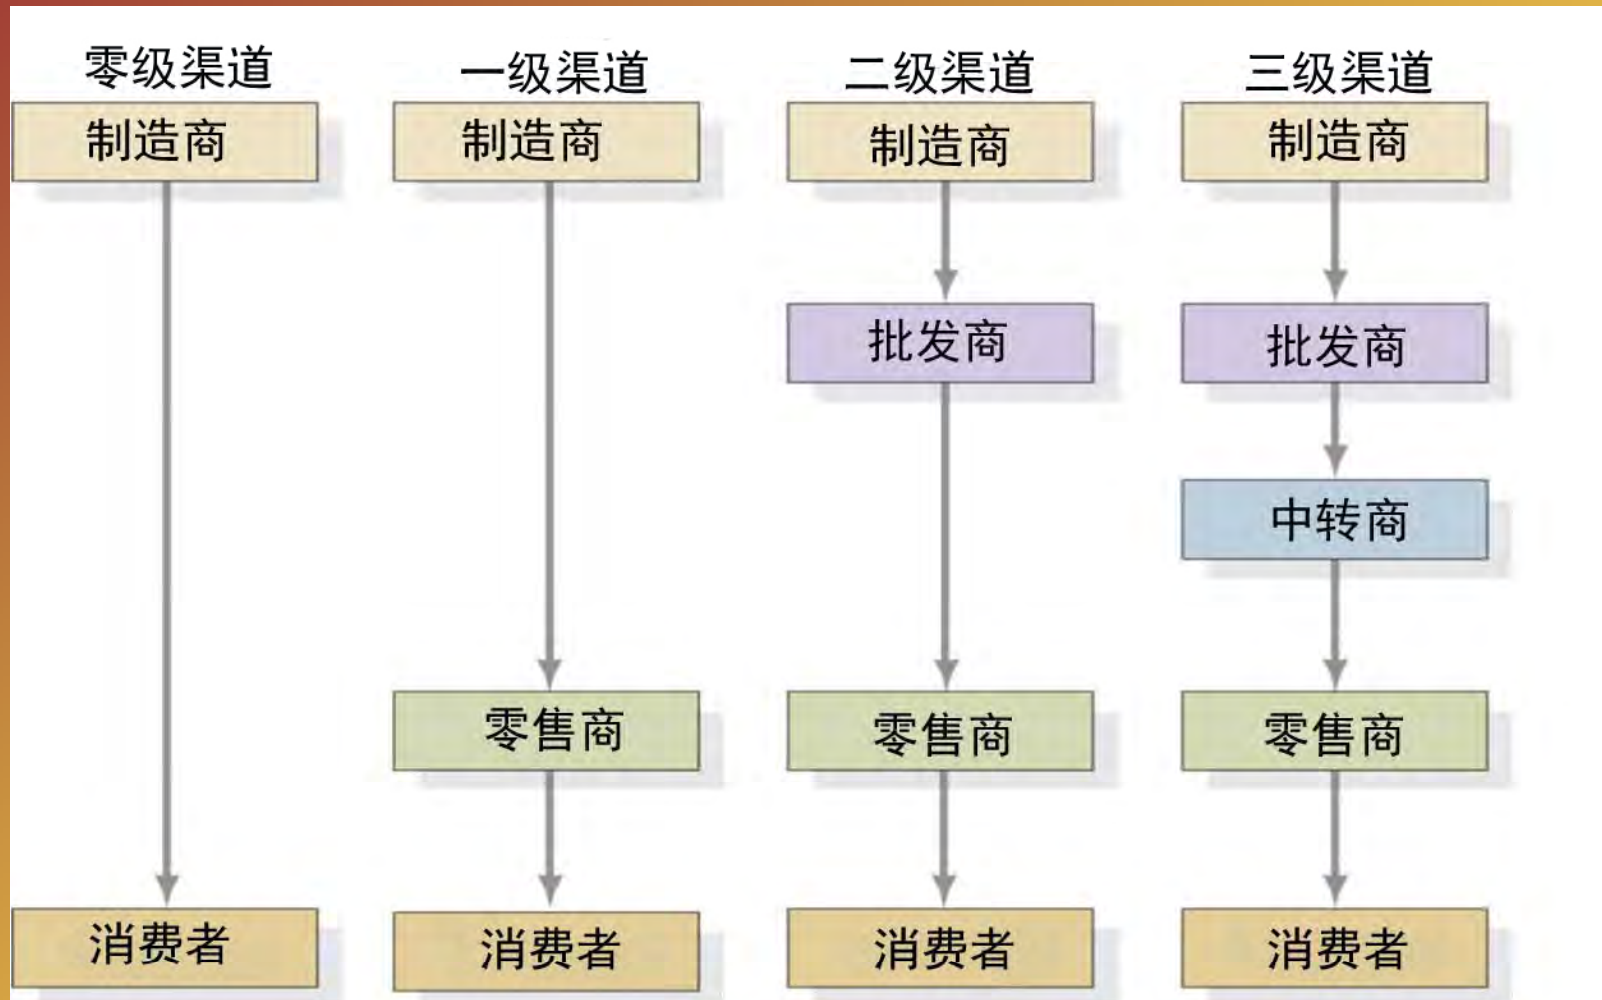 零级渠道
一级渠道
二级渠道
三级渠道
制造商
制造商
制造商
制造商
批发商
批发商
中转商
零售商
零售商
零售商
消费者
消费者
消费者
消费者